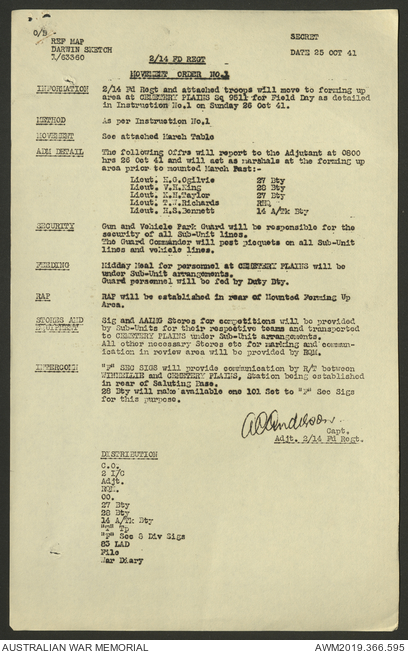 O/D
REF MAP
DARWIN SKETCH
1/63360
SECRET
DATE 25 OCT 41
2/14 FD REGT
MOVEMENT ORDER NO.1
INFORMATION 2/14 Fd Regt and attached troops will move to forming up
area at CEMETERY PLAINS Sq 9511 for Field Day as detailed
in Instruction No.1 on Sunday 26 Oct 41.
METHOD As per Instruction No.1
MOVEMENT See attached March Table
ADM DETAIL The following Offrs will report to the Adjutant at 0800
hrs 26 Oct 41 and will act as marshals at the forming up
area prior to mounted March Past:-
Lieut. K.G.Ogilvie 27 Bty
Lieut. V.H.King 28 Bty
Lieut. K.H.Taylor 27 Bty
Lieut. T.N.Richards RHQ
Lieut. H.S.Bennett 14 A/Tk Bty
SECURITY Gun and Vehicle Park Guard will be responsible for the
security of all Sub-Unit lines.
The Guard Commander will post picquets on all Sub-Unit
lines and vehicle lines.
FEEDING Midday Meal for personnel at CEMETERY PLAINS will be
under Sub-Unit arrangements.
Guard personnel will be fed by Duty Bty.
RAP RAP will be established in rear of Mounted Forming Up
Area.
STORES AND EQUIPMENT Sig and AAIMG Stores for competitions will be provided
by Sub-Units for their respective teams and transported
to CEMETERY PLAINS under Sub-Unit arrangements.
All other necessary Stores etc for marking and commun-
ication in review area will be provided by RQM.
INTERCOMN "F" SEC SIGS will provide communication by R/T between
WINNELLIE and CEMETERY PLAINS, Station being established
in rear of Saluting Base.
28 Bty will make available one 101 Set to "F" Sec Sigs
for this purpose.
Capt.
Adjt. 2/14 Fd Regt.
DISTRIBUTION
C.O.
2 I/C
Adjt.
RQM.
OO.
27 Bty
28 Bty
14 A/Tk Bty
Tp
Sec 8 Div Sigs
83 LAD
File
War Diary
AUSTRALIAN WAR MEMORIAL
AWM2019.366.595